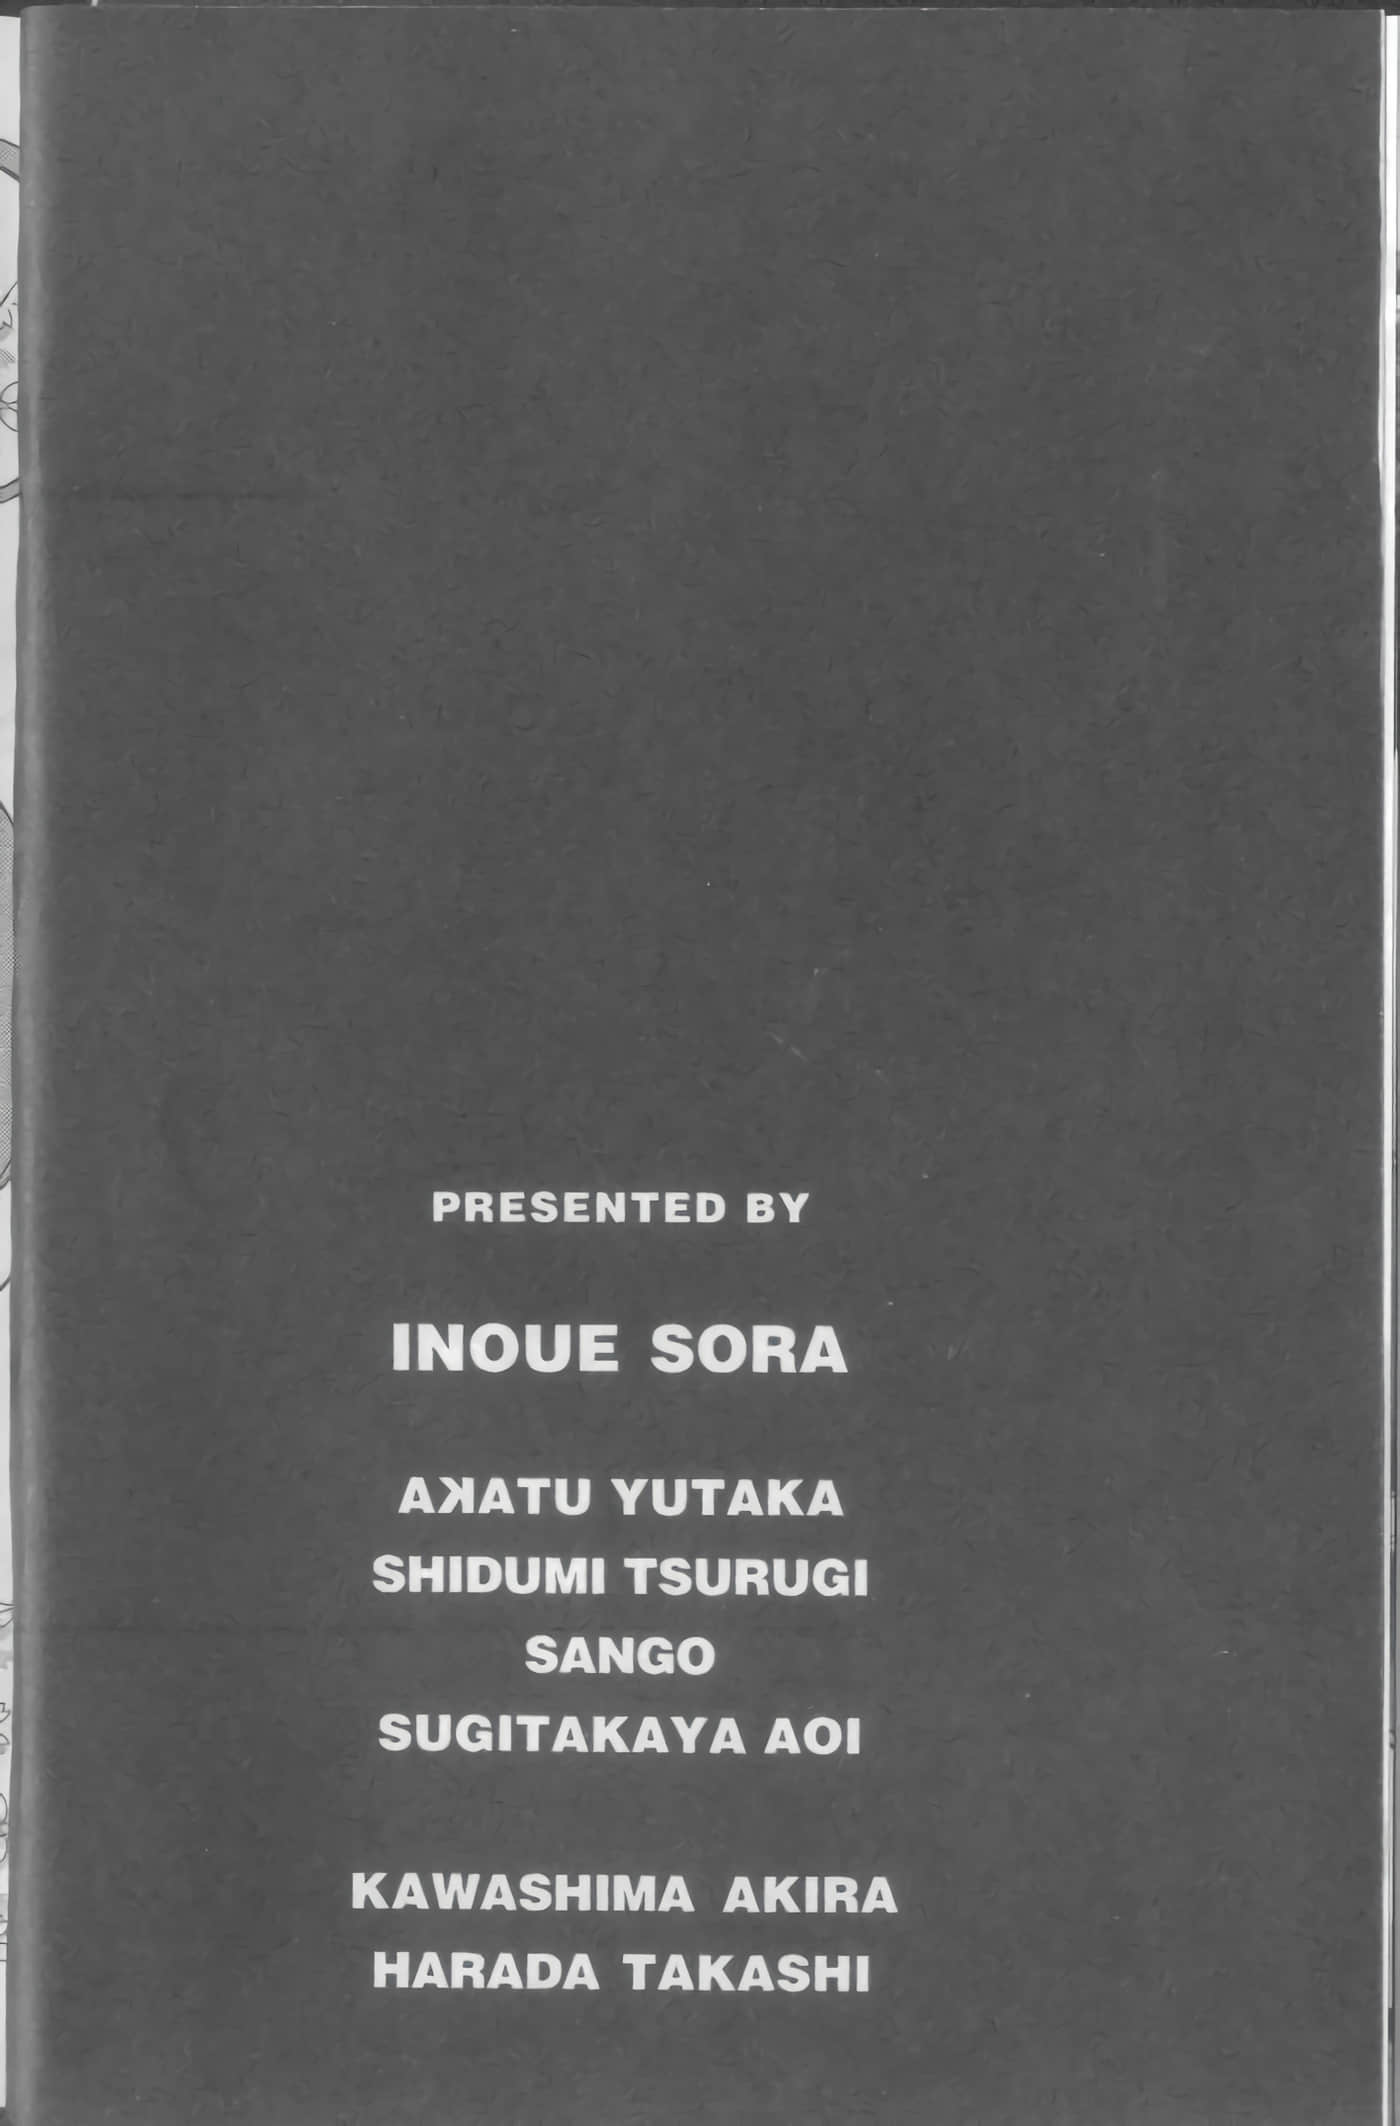 PRESENTED BY
INOUE SORA
AKATU YUTAKA
SHIDUMI TSURUGI
SANGO
SUGITAKAYA AOI
KAWASHIMA AKIRA
HARADA TAKASHI